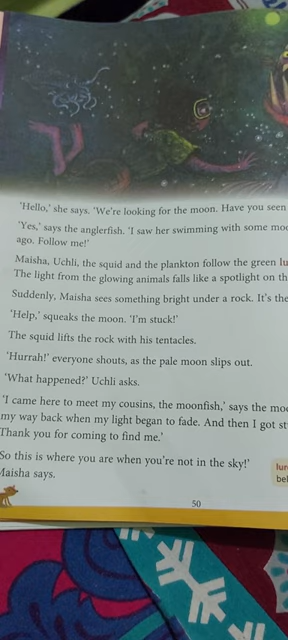 'Hello,' she says. 'We're looking for the moon. Have you seen
'Yes,' says the anglerfish. 'I saw her swimming with some
ago. Follow me!'
Maisha, Uchli, the squid and the plankton follow the green
The light from the glowing animals falls like a spotlight on
Suddenly, Maisha sees something bright under a rock. It's the
'Help,' squeaks the moon. 'I'm stuck!'
The squid lifts the rock with his tentacles.
'Hurrah!' everyone shouts, as the pale moon slips out.
'What happened?' Uchli asks.
'I came here to meet my cousins, the moonfish,' says the
my way back when my light began to fade. And then I got
Thank you for coming to find me.'
So this is where you are when you're not in the sky!'
Maisha says.
50